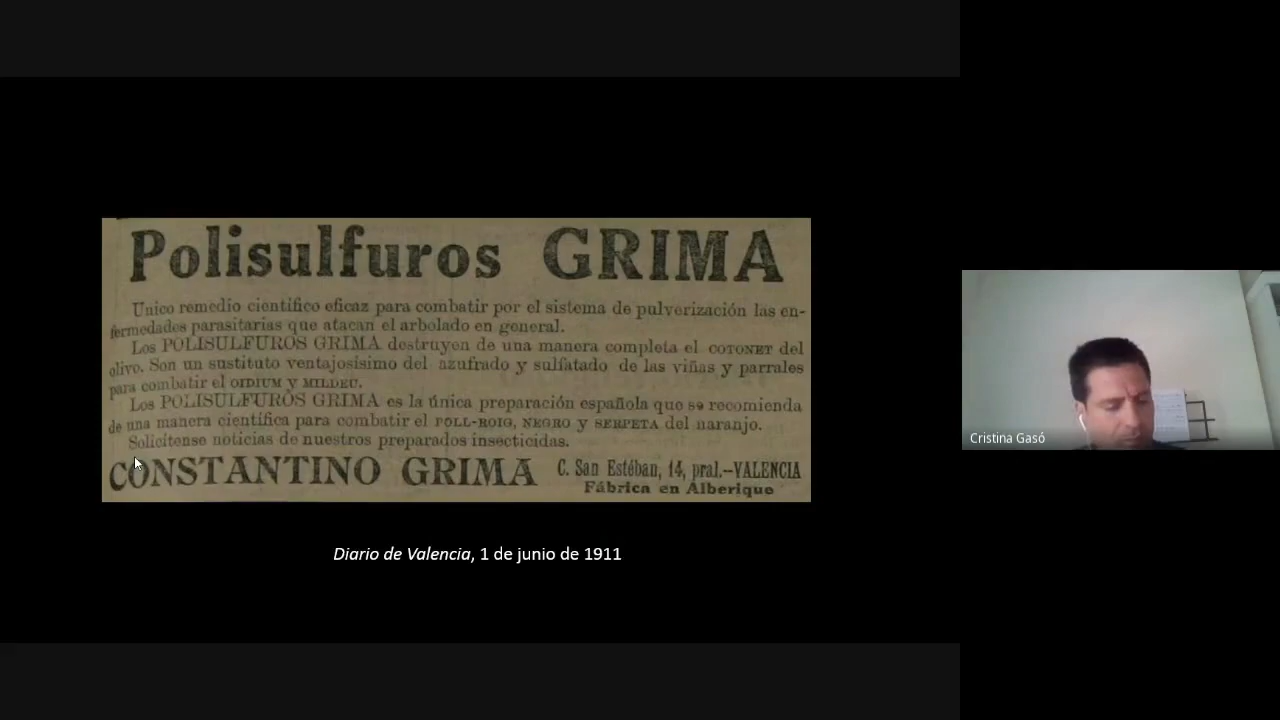 Polisulfuros GRIMA
Unico remedio científico eficaz para combatir por el sistema de pulverización las en-
fermedades parasitarias que atacan el arbolado en general.
Los POLISULFUROS GRIMA destruyen de una manera completa el COTONET del
olivo. Son un sustituto ventajosísimo del azufrado y sulfatado de las viñas y parrales
para combatir el OIDIUM y MILDEU.
Los POLISULFUROS GRIMA es la única preparación española que se recomienda
de una manera científica para combatir el POLL-ROIG, NEGRO y SERPETA del naranjo.
Solicítense noticias de nuestros preparados insecticidas.
CONSTANTINO GRIMA C. San Estéban, 14, pral.--VALENCIA
Fábrica en Alberique
Diario de Valencia, 1 de junio de 1911
Cristina Gasó